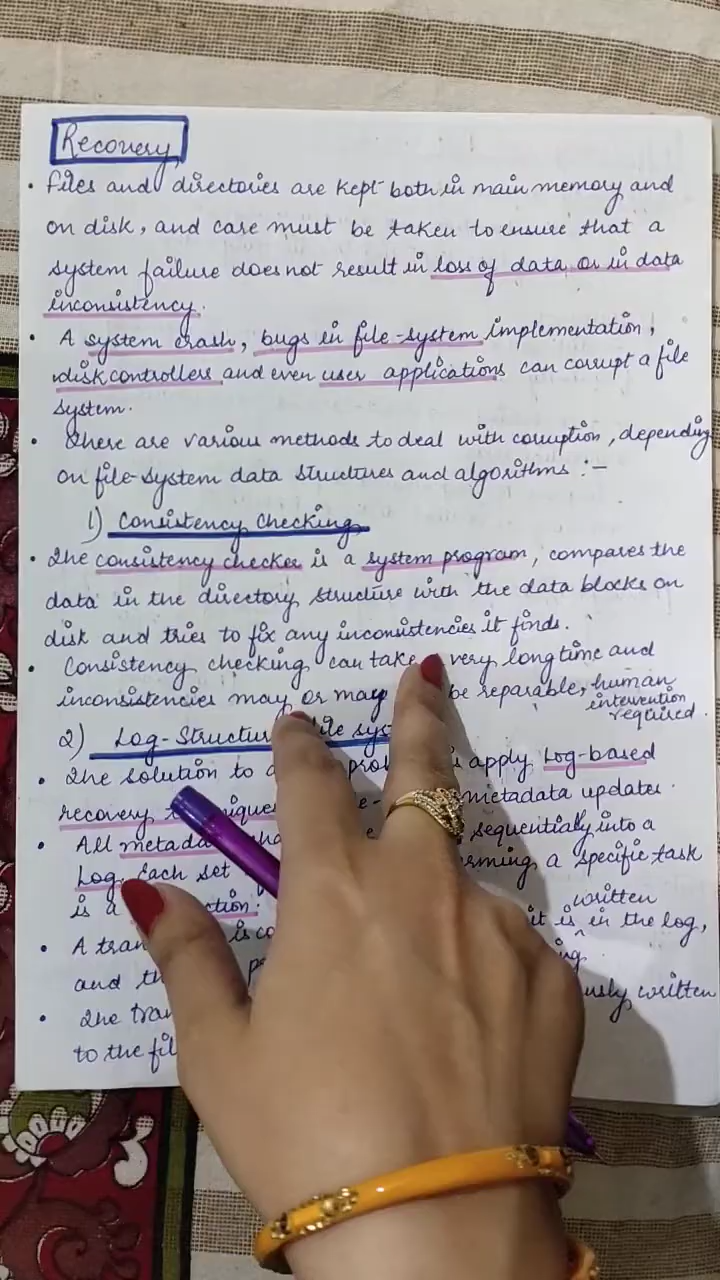 Recovery
• Files and directories are kept both in main memory and
on disk, and care must be taken to ensure that a
system failure does not result in loss of data or in data
inconsistency.
• A system crash, bugs in file-system implementation,
disk controllers and even user applications can corrupt a file
system.
• There are various methods to deal with corruption, depending
on file-system data structures and algorithms :-
1) Consistency Checking
• The consistency checker is a system program, compares the
data in the directory structure with the data blocks on
disk and tries to fix any inconsistencies it finds.
• Consistency checking can take very long time and
inconsistencies may or may be reparable, human
intervention
required.
2) Log-Structu ile sys
• The solution to apply Log-based
recovery metadata updates.
• All sequentially into a
Log. Each set a specific task
is a
written
• A it is in the log,
and
• The written
to the